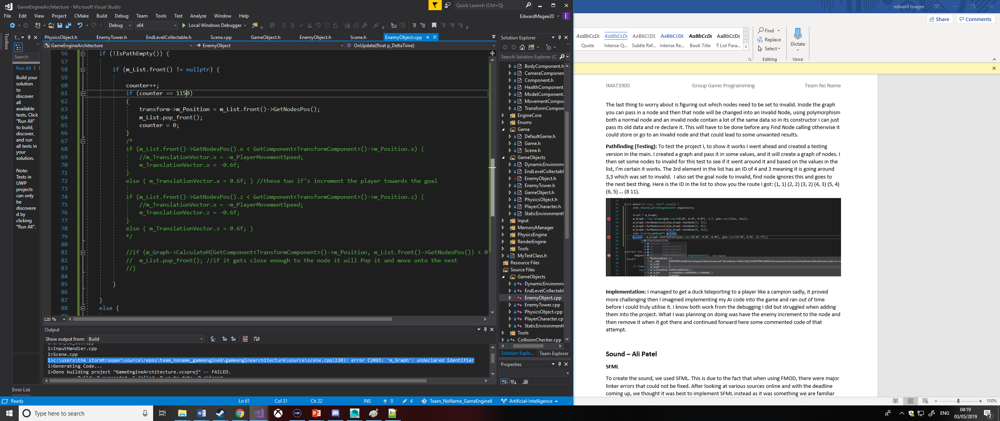 GameEngineArchitecture - Microsoft Visual Studio
Quick Launch (Ctrl+Q)
File Edit View Project CMake Build Debug Team Tools Test Analyze Window Help
EdwardMagee20 E
Debug x64 Local Windows Debugger
Toolbox
T...
PhysicsObject.h EnemyTower.h EndLevelCollectable.h Scene.cpp GameObject.h EnemyObject.h Scene.h EnemyObject.cpp
GameEngineArchitecture EnemyObject OnUpdate(float p_DeltaTime)
Search
Run All
Build your
solution
to
discover
all
available
tests. Click
"Run All"
to build,
discover,
and run
all tests in
your
solution.
Note:
Tests in
UWP
projects
can only
be
discovere
d by
clicking
"Run All".
56 if (!IsPathEmpty()) {
57
58 if (m_List.front() != nullptr) {
59
60 counter++;
61 if (counter == 1150)
62 {
63 transform->m_Position = m_List.front()->GetNodesPos();
64 m_List.pop_front();
65 counter = 0;
66 }
67 /*
68 if (m_List.front()->GetNodesPos().x < GetComponent<TransformComponent>()->m_Position.x) {
69 //m_TranslationVector.x = -m_PlayerMovementSpeed;
70 m_TranslationVector.x = -0.6f;
71 }
72 else { m_TranslationVector.x = 0.6f; } //these two if's increment the player towards the goal
73
74 if (m_List.front()->GetNodesPos().z < GetComponent<TransformComponent>()->m_Position.z) {
75 //m_TranslationVector.x = -m_PlayerMovementSpeed;
76 m_TranslationVector.z = -0.6f;
77 }
78 else { m_TranslationVector.z = 0.6f; }
79 */
80
81 //if (m_Graph->CalculateH(GetComponent<TransformComponent>()->m_Position, m_List.front()->GetNodesPos()) < 0
82 // m_List.pop_front(); //if it gets close enough to the node it will Pop it and move onto the next
83 //}
84
85 }
86
87 }
88 else {
120 %
Output
Show output from: Build
1>InputHandler.cpp
1>Scene.cpp
1>c:\users\the stormtrooper\source\repos\team_noname_gameengine6\gameenginearchitecture\source\scene.cpp(220): error C2065: 'm_Graph': undeclared identifier
1>Generating Code...
1>Done building project "GameEngineArchitecture.vcxproj" -- FAILED.
Error List
Ready Ln 61 Col 31 Ch 22 INS 0 4 Team_NoName_GameEngine6 Artificial-Intelligence
Solution Explorer
Search Solution Explorer (C
BodyComponent.h
CameraComponen
Component.h
HealthComponent
ModelComponent.
MovementCompo
TransformCompon
EngineCore
Enums
Game
DefaultGame.h
Game.h
Scene.h
GameObjects
DynamicEnvironme
EndLevelCollectabl
EnemyObject.h
EnemyTower.h
GameObject.h
PhysicsObject.h
PlayerCharacter.h
StaticEnvironment
Input
MemoryManager
PhysicsEngine
RenderEngine
Tools
MyTestClass.h
Resource Files
Source Files
GameObjects
DynamicEnvironme
EndLevelCollectabl
EnemyObject.cpp
EnemyTower.cpp
PhysicsObject.cpp
PlayerCharacter.cp
StaticEnvironment
Tools
CollisionChecker.cpp
Solution Explo... Team Explorer
Properties
edward magee
Share Comments
AaBbCcDc AaBbCcDc AABBCCDE AABBCCDE AaBbCcDc AaBbCcDc
Quote Intense Q... Subtle Ref... Intense Re... Book Title ¶ List Para...
Find
Replace
Select
Editing
Dictate
Voice
IMAT3905 Group Game Programming Team No Name
The last thing to worry about is figuring out which nodes need to be set to invalid. Inside the graph
you can pass in a node and then that node will be changed into an Invalid Node, using polymorphism
both a normal node and an invalid node contain a lot of the same data so in its constructor I can just
pass its old data and re declare it. This will have to be done before any Find Node calling otherwise it
could store or go to an Invalid node and that could lead to some unwanted results.
Pathfinding (Testing): To test the project I, to show it works I went ahead and created a testing
version in the main. I created a graph and pass it in some values, and it will create a graph of nodes. I
then set some nodes to invalid for this test to see if it went around it and based on the values in the
list, I'm certain it works. The 3rd element in the list has an ID of 4 and 3 meaning it is going around
3,3 which was set to invalid. I also set the goal node to invalid, find node ignores this and goes to
the next best thing. Here is the ID in the list to show you the route I got: (1, 1) (2, 2) (3, 2) (4, 3) (5, 4)
(6, 5) ... (8 11).
13
14 int main(int argc, char* argv[]) {
15 std::shared_ptr<IEngineCore> engineCore;
16
17 Graph * m_Graph;
18 m_Graph = new Graph(glm::vec3(0.0f, 0.0f, 0.0f), 1.f, glm::vec2(12u, 12u));
19 m_Graph->SetNodeInvalid(m_Graph->GetNode(3, 3));
20 m_Graph->SetNodeInvalid(m_Graph->GetNode(3, 4));
21 m_Graph->SetNodeInvalid(m_Graph->GetNode(9, 11));
22 std::list<GraphNode*> m_List;
23 m_List = m_Graph->GetThePath(glm::vec3(0.0f, 0.0f, 0.0f), glm::vec3(9.0f, 0.0f, 11.7f));
Implementation: I managed to get a duck teleporting to a player like a campion sadly, it proved
more challenging then I imagined implementing my AI code into the game and ran out of time
before I could truly utilise it. I know both work from the debugging I did but struggled when adding
them into the project. What I was planning on doing was have the enemy increment to the node and
then remove it when it got there and continued forward here some commented code of that
attempt.
Sound – Ali Patel
SFML
To create the sound, we used SFML. This is due to the fact that when using FMOD, there were major
linker errors that could not be fixed. After looking at various sources online and with the deadline
coming up, we thought it was best to implement SFML instead as it was something we are familiar
100%
Type here to search
ENG
04:19
03/05/2019
2